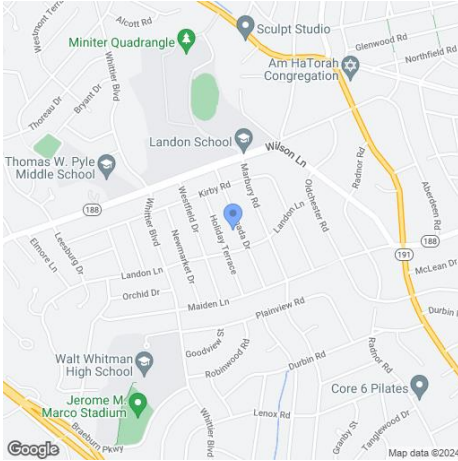 Westmont Terr
Alcott Rd
Miniter Quadrangle
Sculpt Studio
Glenwood Rd
Northfield Rd
Am HaTorah
Congregation
Bryant Dr
Whittier Blvd
Thoreau Dr
Landon School
Wilson Ln
Thomas W. Pyle
Middle School
Kirby Rd
Marbury Rd
Oldchester Rd
Radnor Rd
Aberdeen Rd
188
Westfield Dr
Holiday Terrace
ada Dr
Landon Ln
Whittier Blvd
Newmarket Dr
Elmore Ln
Leesburg Dr
Landon Ln
188
191
McLean Dr
Orchid Dr
Maiden Ln
Plainview Rd
Durbin
Walt Whitman
High School
Goodview St
Robinwood Rd
Durbin Rd
Radnor Rd
Core 6 Pilates
Jerome M.
Marco Stadium
Whittier Blvd
Lenox Rd
Granby St
Tanglewood Dr
Braeburn Pkwy
Google
Map data ©2024